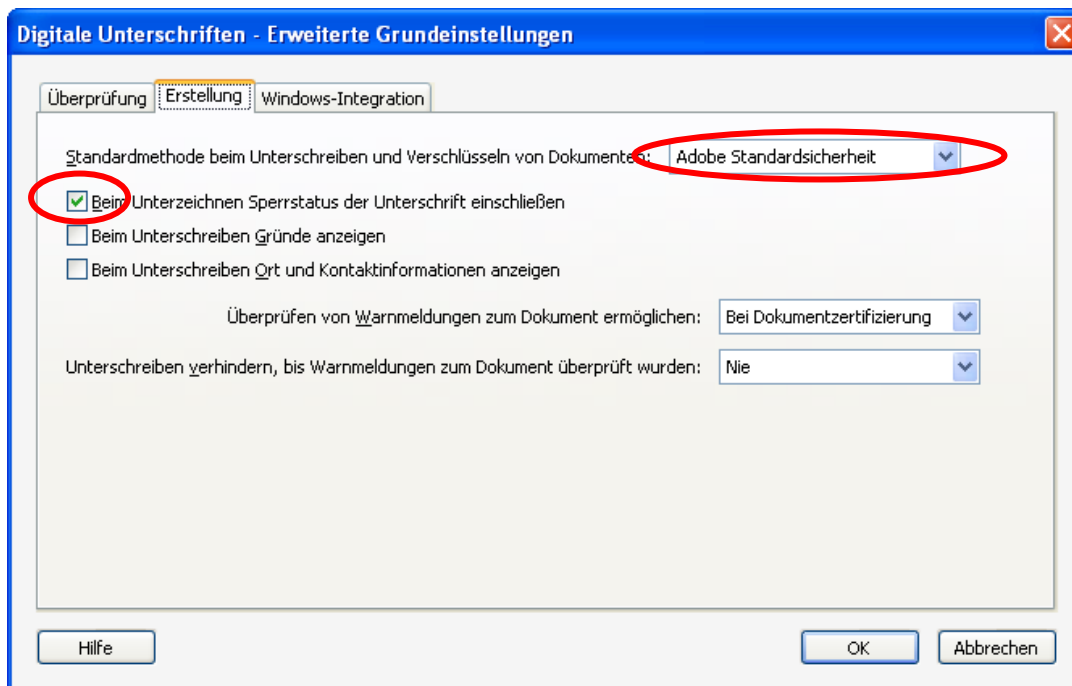 Digitale Unterschriften - Erweiterte Grundeinstellungen
Überprüfung Erstellung Windows-Integration
Standardmethode beim Unterschreiben und Verschlüsseln von Dokumenten: Adobe Standardsicherheit
Beim Unterzeichnen Sperrstatus der Unterschrift einschließen
Beim Unterschreiben Gründe anzeigen
Beim Unterschreiben Ort und Kontaktinformationen anzeigen
Überprüfen von Warnmeldungen zum Dokument ermöglichen: Bei Dokumentzertifizierung
Unterschreiben verhindern, bis Warnmeldungen zum Dokument überprüft wurden: Nie
Hilfe OK Abbrechen